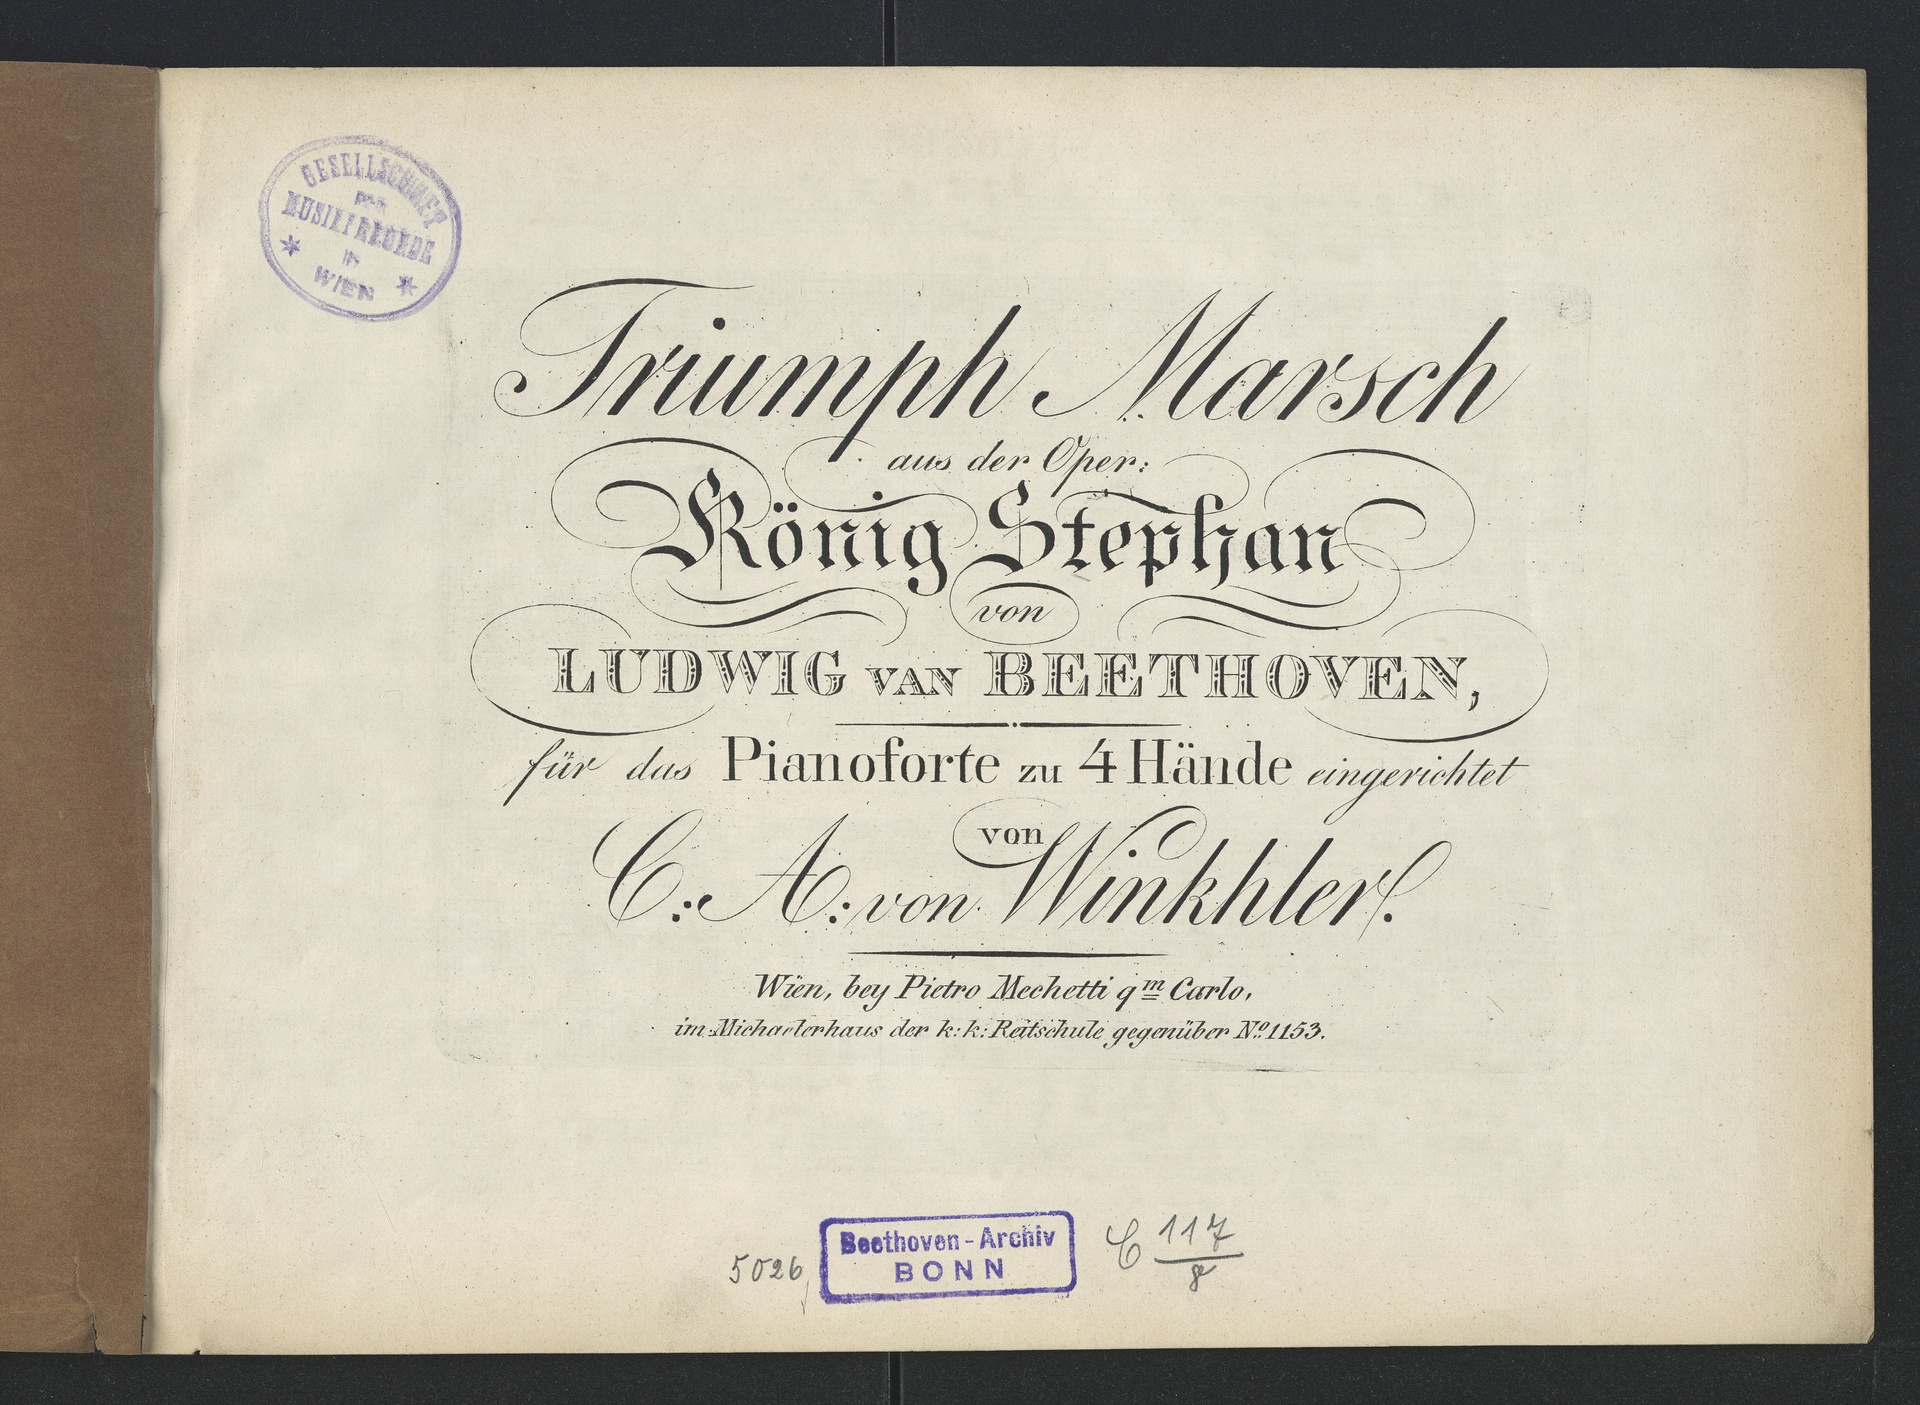 GESELLSCHAFT
DER
MUSIKFREUNDE
IN
WIEN
Triumph Marsch
aus der Oper:
König Stephan
von
LUDWIG VAN BEETHOVEN,
für das Pianoforte zu 4 Hände eingerichtet
von
C: A: von Winkhler.
Wien, bey Pietro Mechetti qm Carlo,
im Michaelerhaus der k: k: Reitschule gegenüber No. 1153.
Beethoven-Archiv
BONN
5026
C 117